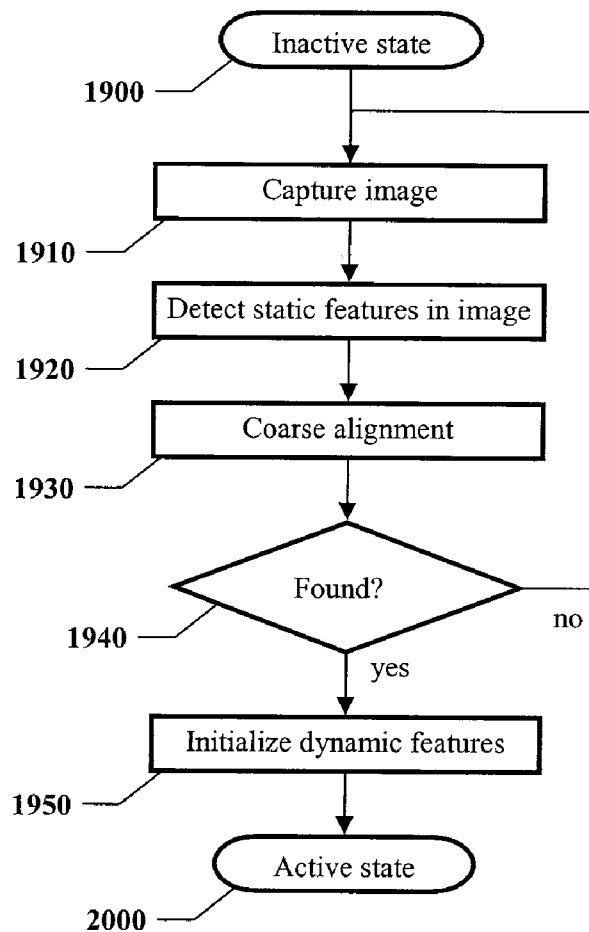 Inactive state
1900
Capture image
1910
Detect static features in image
1920
Coarse alignment
1930
Found?
1940
no
yes
Initialize dynamic features
1950
Active state
2000